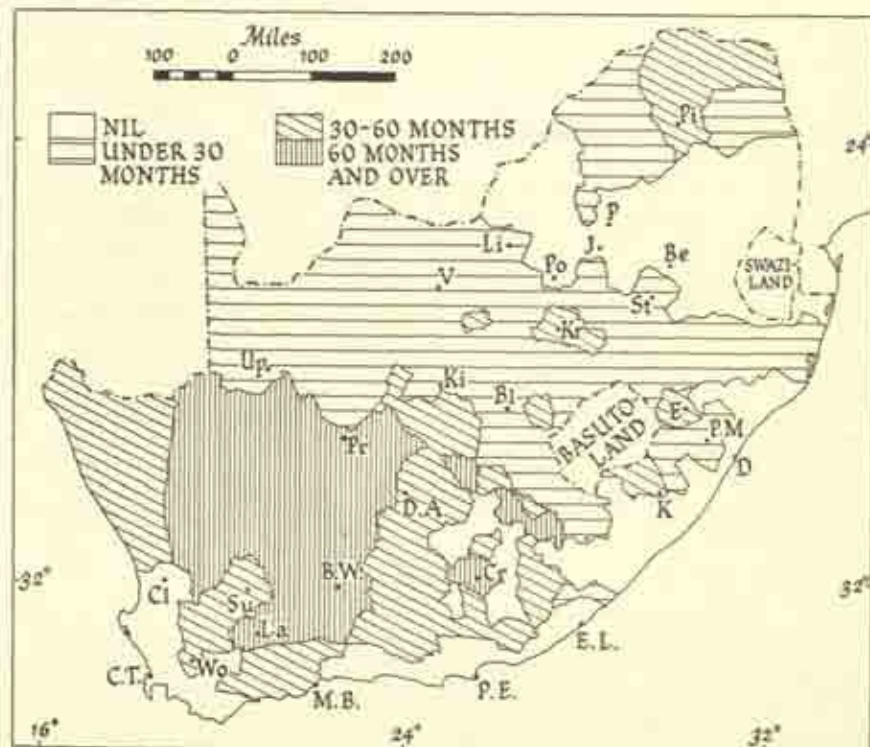 Miles
100 0 100 200
NIL
UNDER 30 MONTHS
30-60 MONTHS
60 MONTHS AND OVER
24°
24°
Pi
P
Li
J
Po
Be
SWAZI-
LAND
V
St
Kr
Up
Ki
Bl
E
BASUTO-
LAND
P.M
Pr
D
D.A.
K
32°
32°
Ci
Su
B.W.
Cr
La
E.L.
Wo
C.T.
M.B.
P.E.
16°
24°
32°